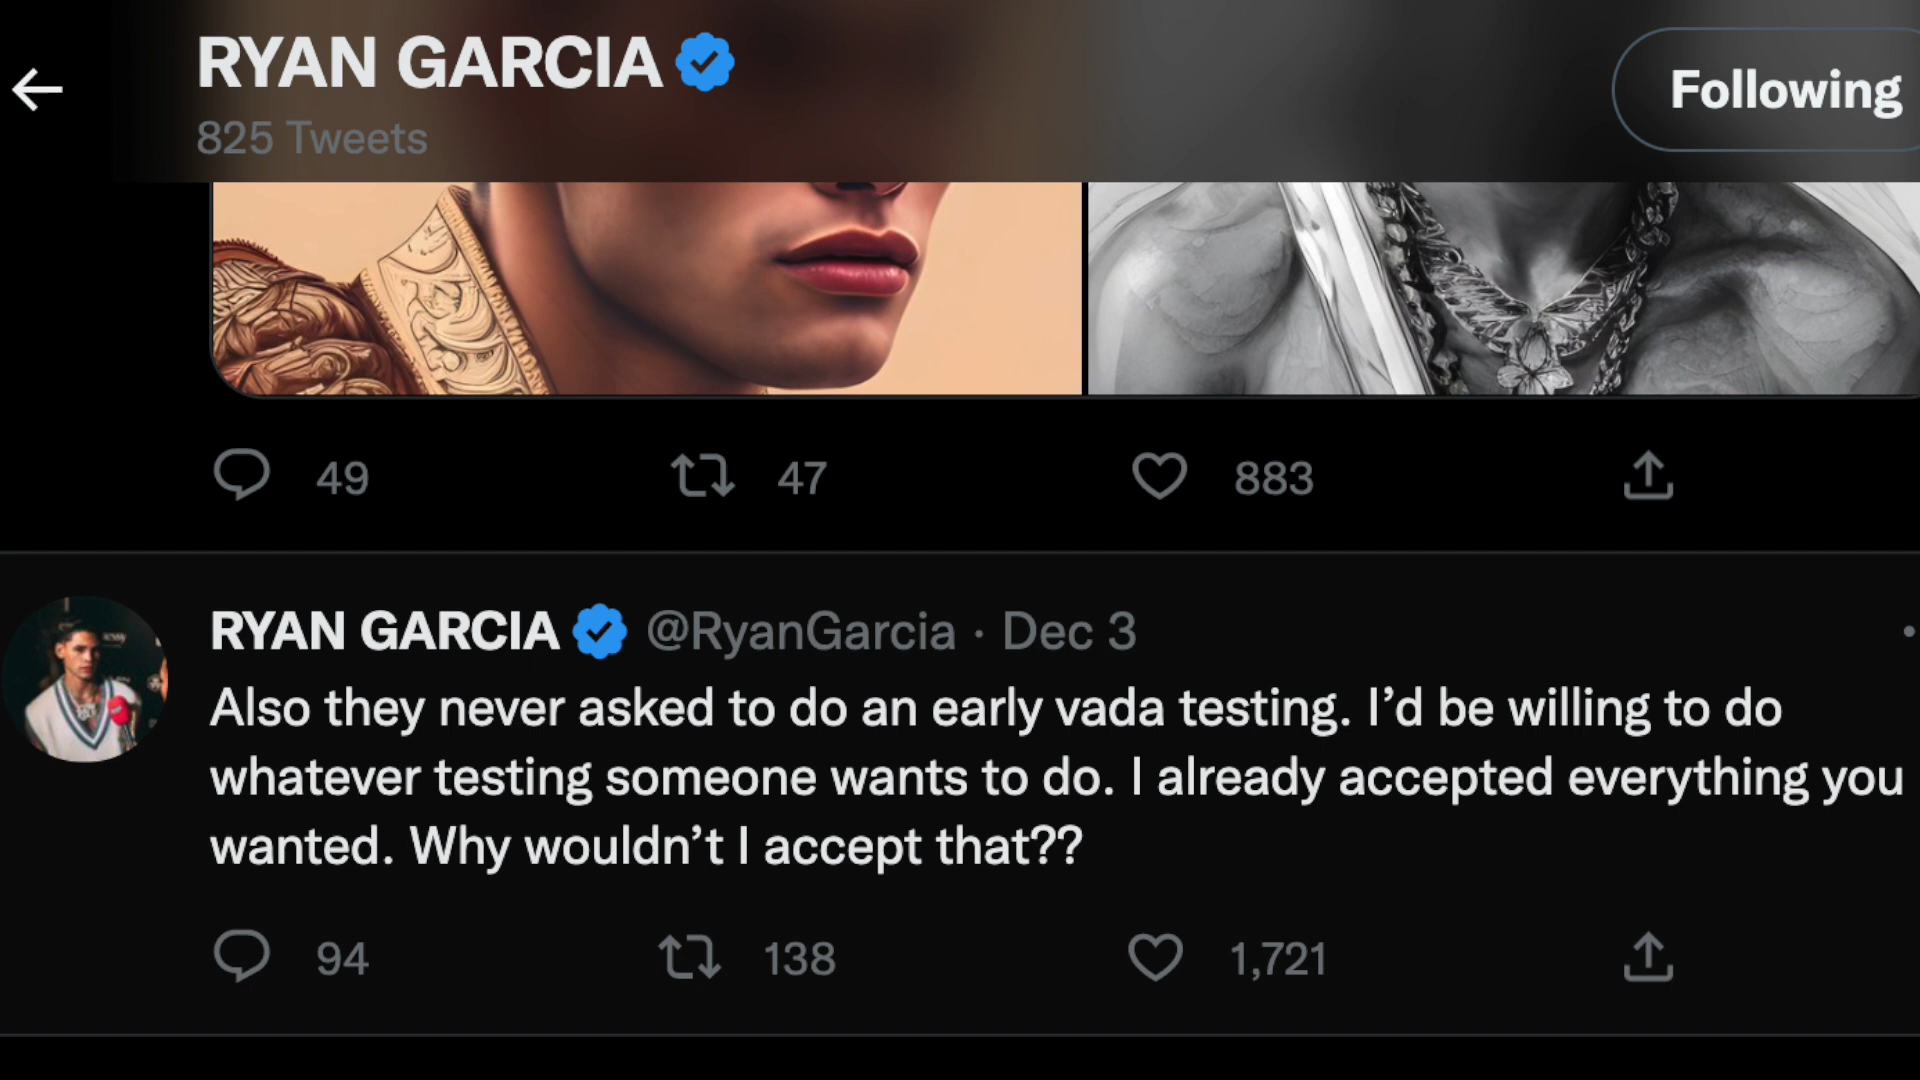 RYAN GARCIA
825 Tweets
Following
49
47
883
RYAN GARCIA @RyanGarcia · Dec 3
Also they never asked to do an early vada testing. I’d be willing to do
whatever testing someone wants to do. I already accepted everything you
wanted. Why wouldn’t I accept that??
94
138
1,721